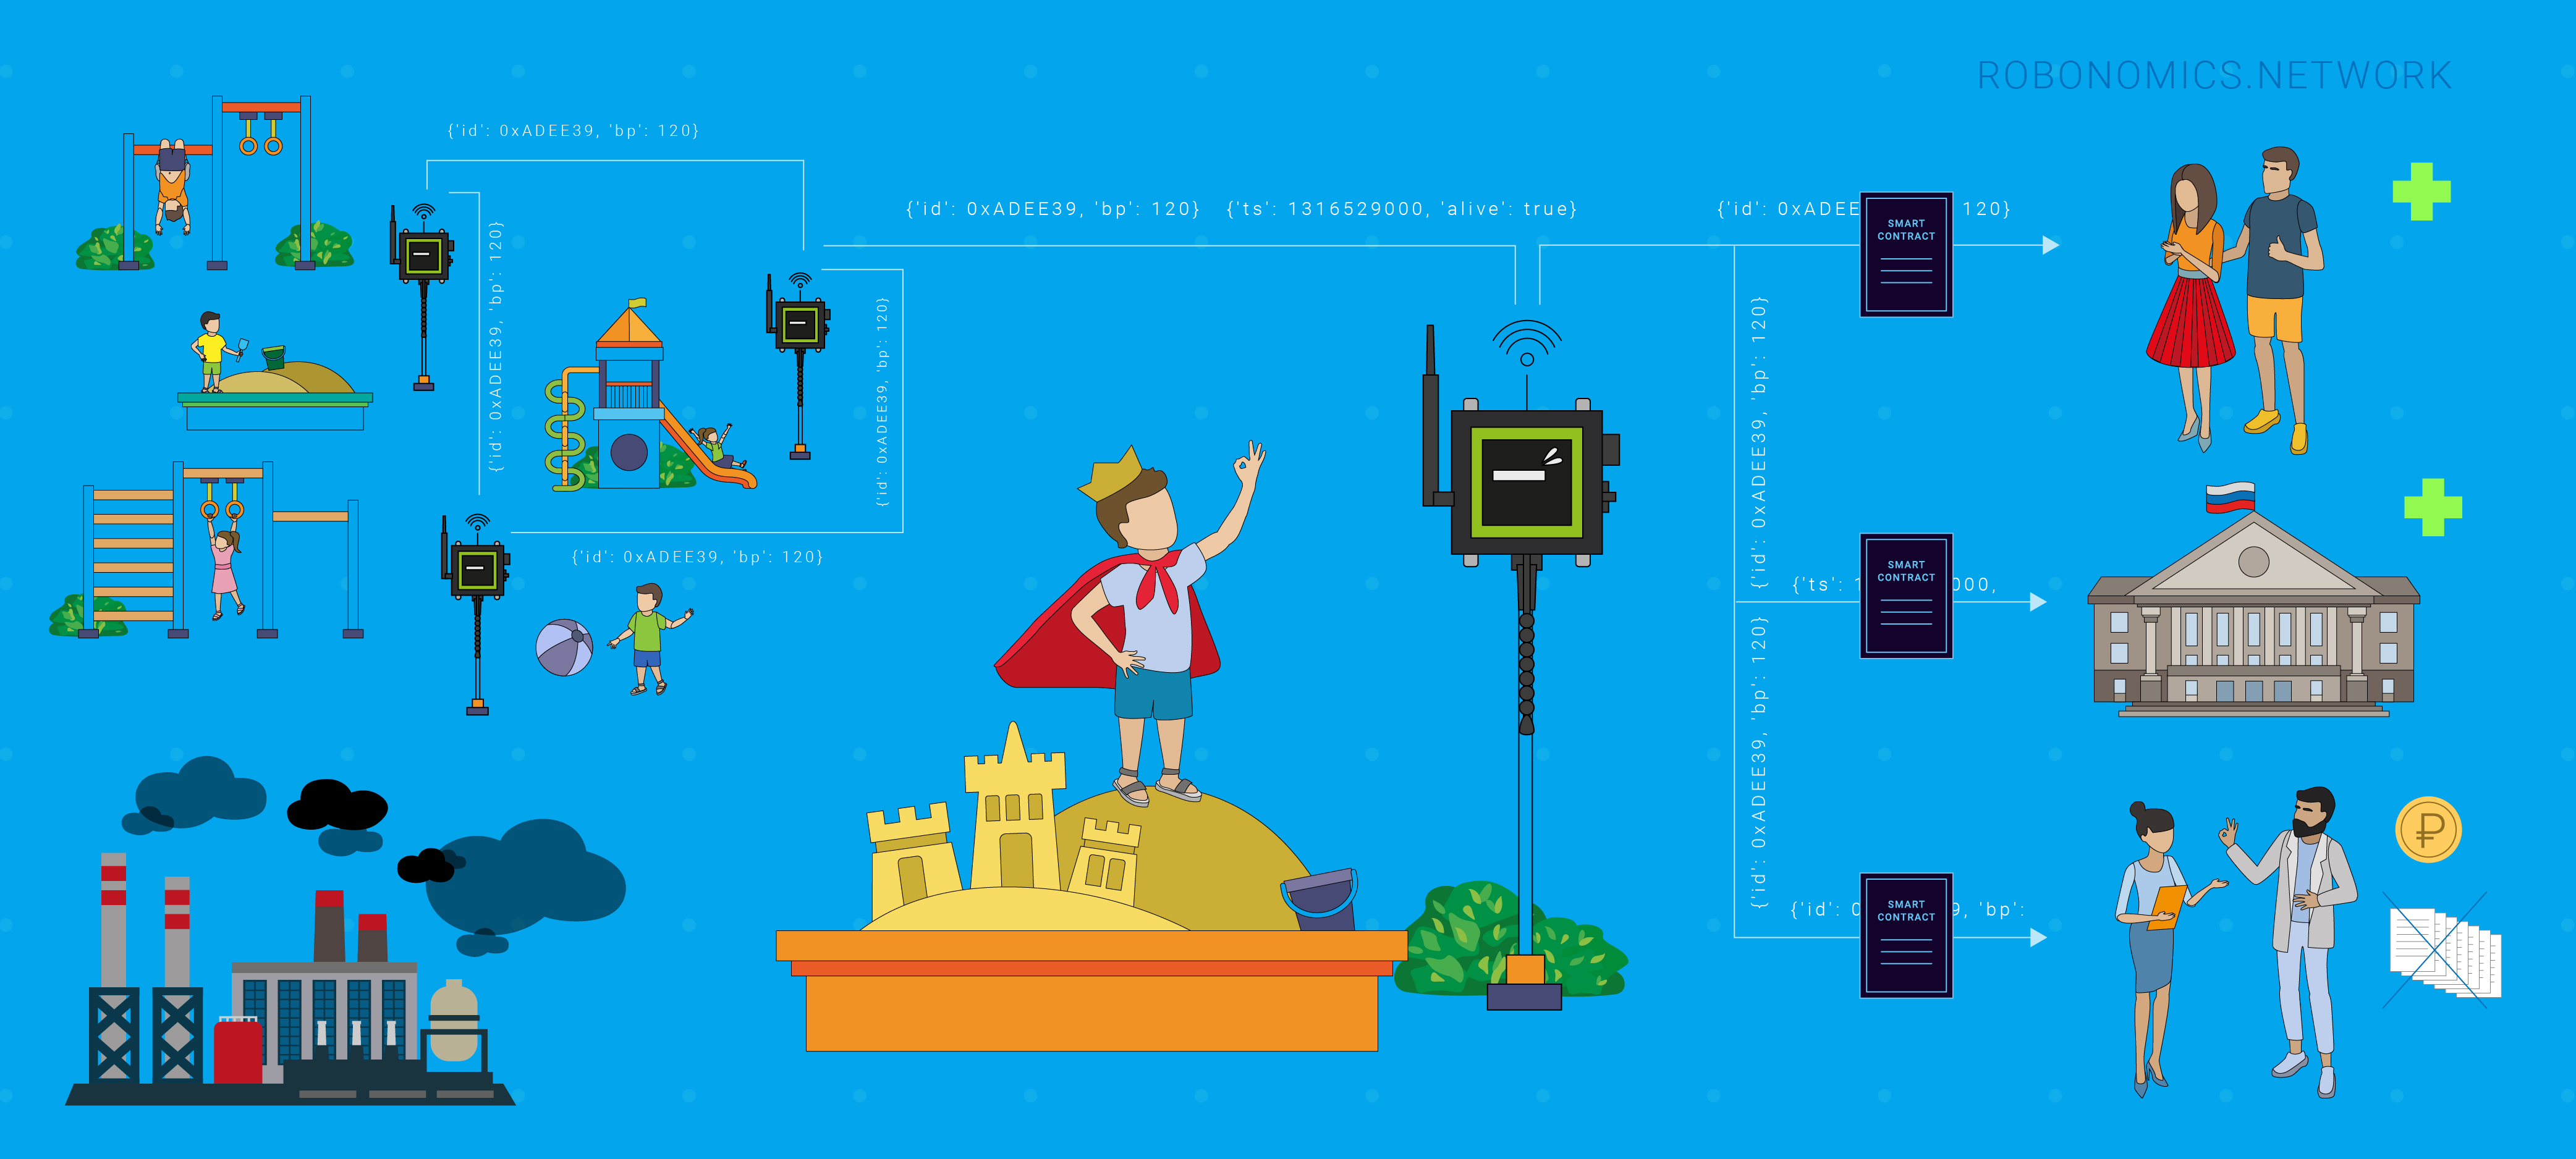 ROBONOMICS.NETWORK
{'id': 0xADEE39, 'bp': 120}
{'id': 0xADEE39, 'bp': 120}
{'id': 0xADEE39, 'bp': 120}
{'id': 0xADEE39, 'bp': 120}
{'id': 0xADEE39, 'bp': 120} {'ts': 1316529000, 'alive': true}
{'id': 0xADEE 120}
SMART
CONTRACT
{'id': 0xADEE39, 'bp': 120}
{'ts': 1 000,
SMART
CONTRACT
{'id': 0xADEE39, 'bp': 120}
{'id': 0 9, 'bp':
SMART
CONTRACT